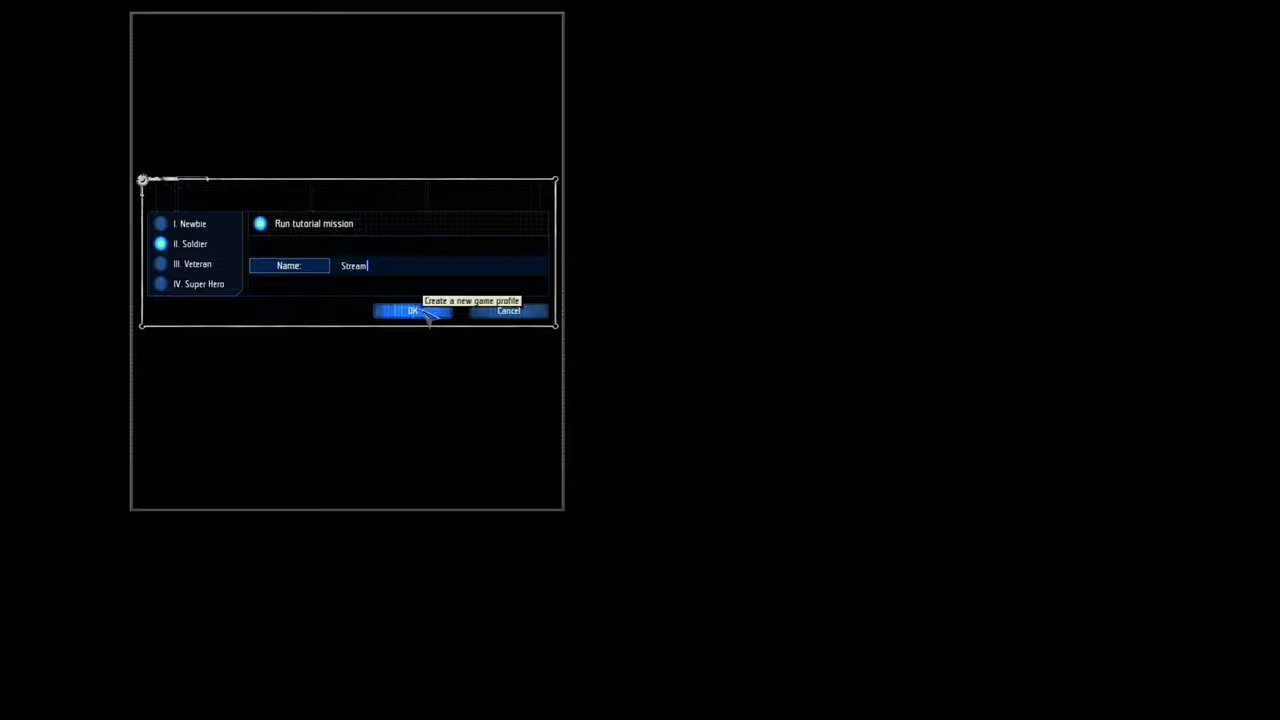 I. Newbie
Run tutorial mission
II. Soldier
III. Veteran
Name:
Stream
IV. Super Hero
Create a new game profile
OK
Cancel